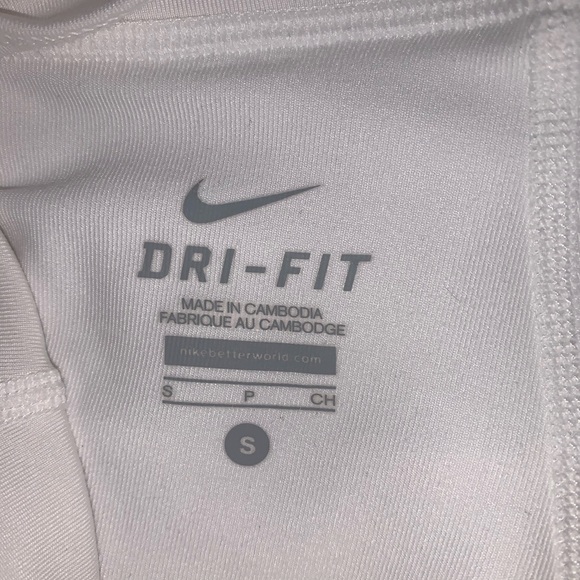 DRI-FIT
MADE IN CAMBODIA
FABRIQUE AU CAMBODGE
nikebetterworld.com
S P CH
S